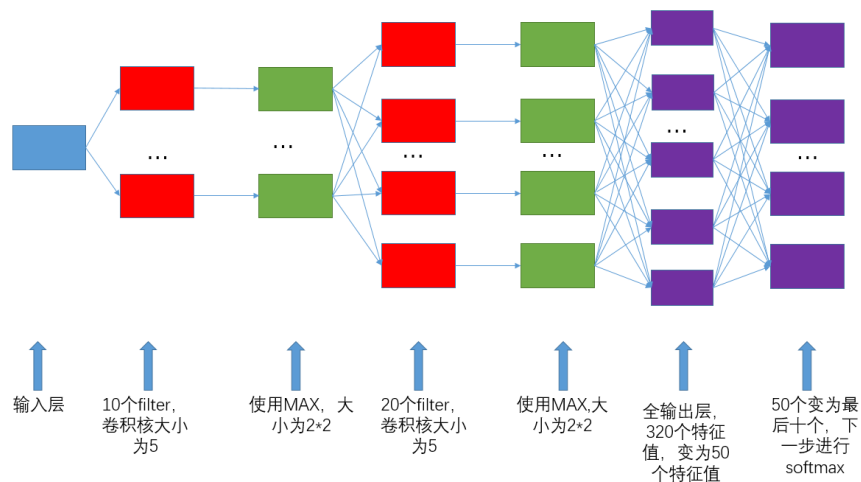 ...
...
...
...
...
...
输入层
10个filter，
卷积核大小
为5
使用MAX，大
小为2*2
20个filter，
卷积核大小
为5
使用MAX,大
小为2*2
全输出层，
320个特征
值，变为50
个特征值
50个变为最
后十个，下
一步进行
softmax